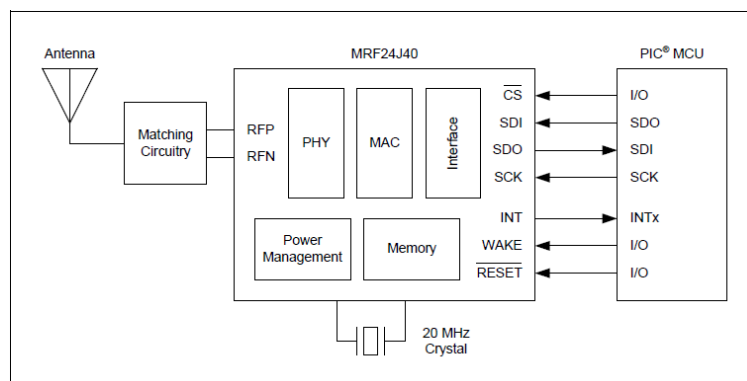 Antenna
MRF24J40
PIC® MCU
Matching
Circuitry
RFP
RFN
PHY
MAC
Interface
CS
SDI
SDO
SCK
INT
WAKE
RESET
I/O
SDO
SDI
SCK
INTx
I/O
I/O
Power
Management
Memory
20 MHz
Crystal